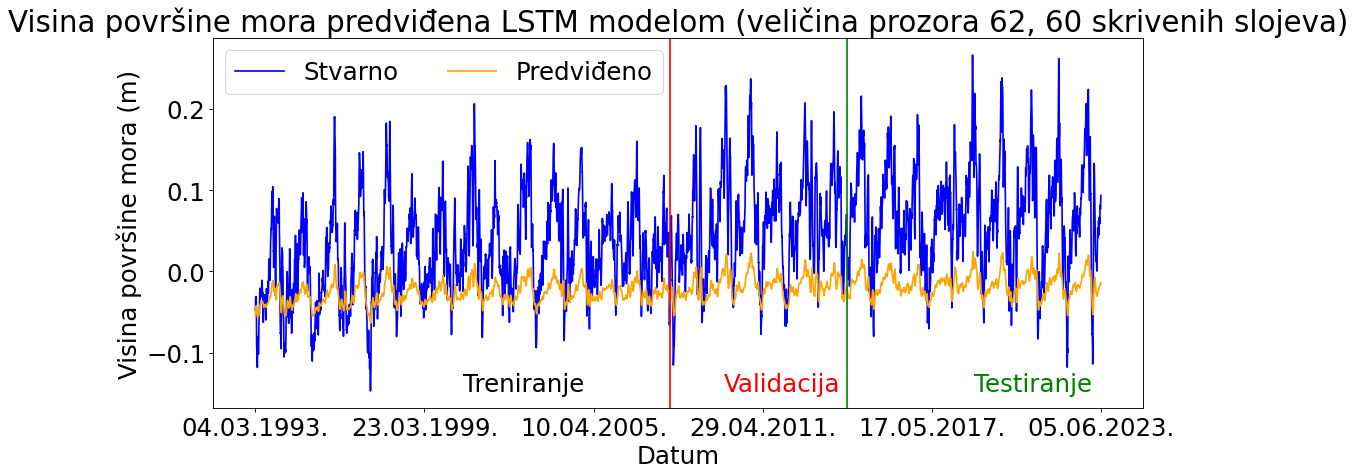 Visina površine mora predviđena LSTM modelom (veličina prozora 62, 60 skrivenih slojeva)
Stvarno
Predviđeno
Visina površine mora (m)
0.2
0.1
0.0
−0.1
Treniranje
Validacija
Testiranje
04.03.1993.
23.03.1999.
10.04.2005.
29.04.2011.
17.05.2017.
05.06.2023.
Datum